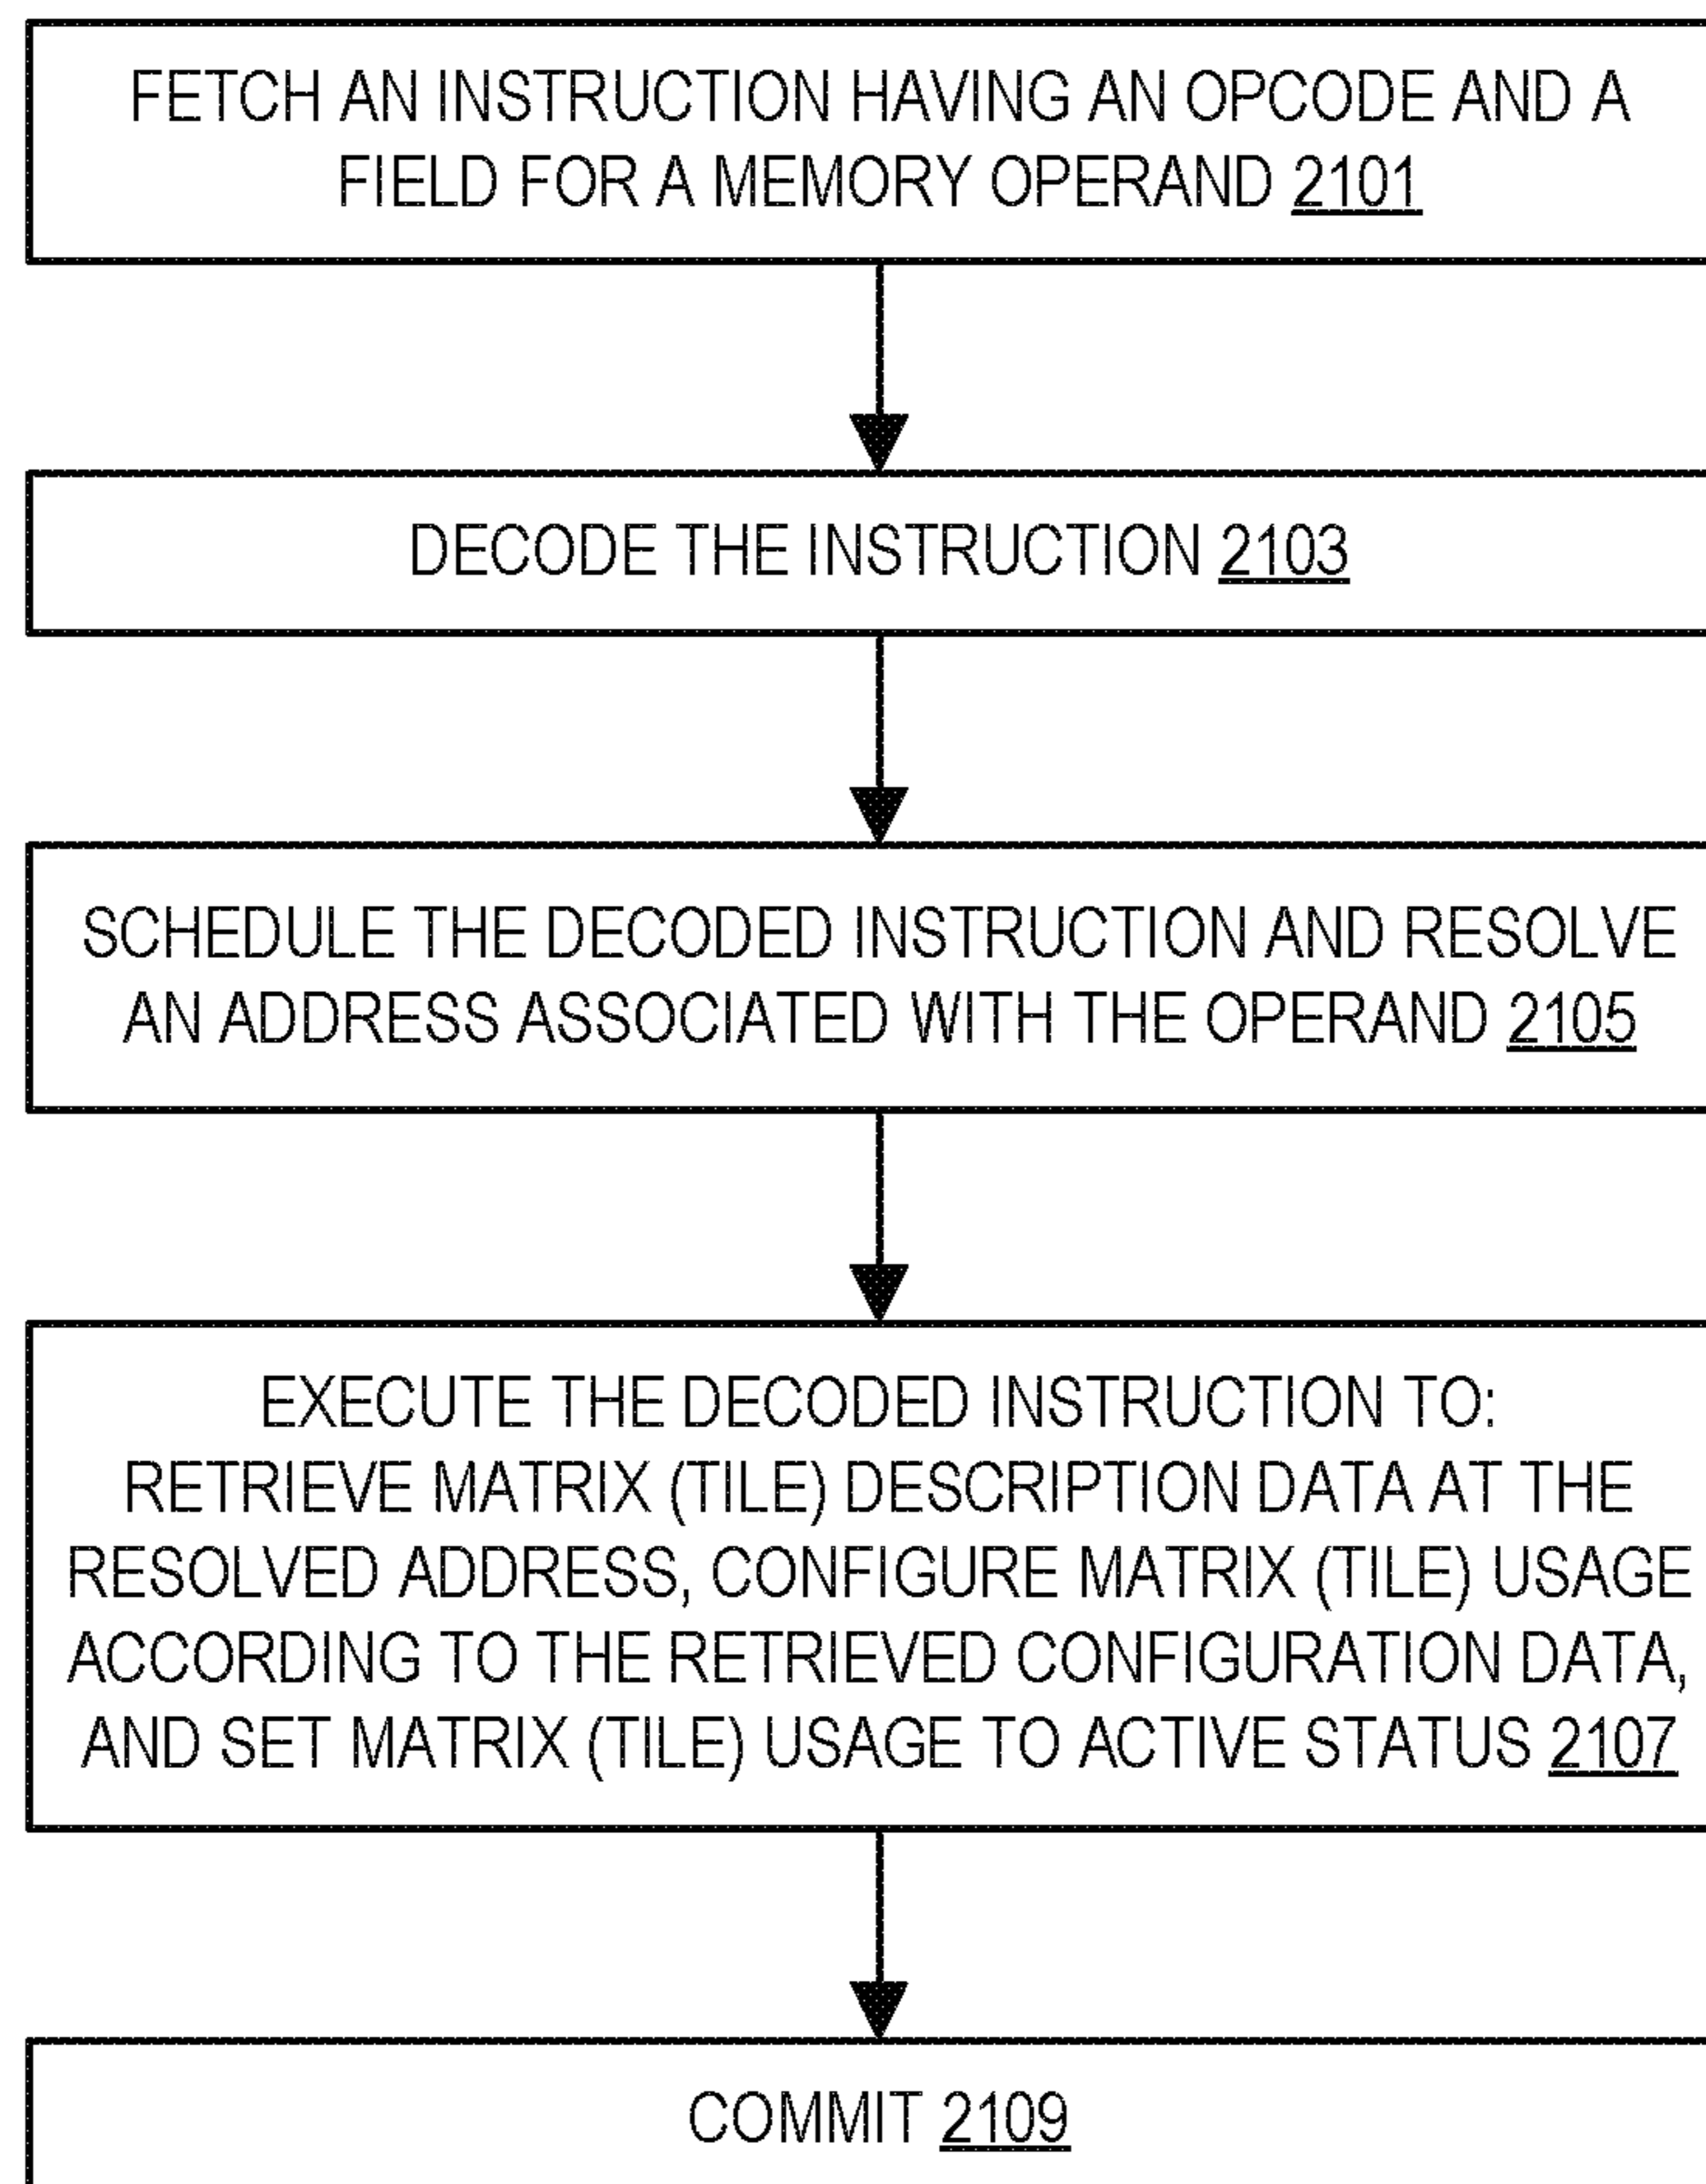 FETCH AN INSTRUCTION HAVING AN OPCODE AND A
FIELD FOR A MEMORY OPERAND 2101
DECODE THE INSTRUCTION 2103
SCHEDULE THE DECODED INSTRUCTION AND RESOLVE
AN ADDRESS ASSOCIATED WITH THE OPERAND 2105
EXECUTE THE DECODED INSTRUCTION TO:
RETRIEVE MATRIX (TILE) DESCRIPTION DATA AT THE
RESOLVED ADDRESS, CONFIGURE MATRIX (TILE) USAGE
ACCORDING TO THE RETRIEVED CONFIGURATION DATA,
AND SET MATRIX (TILE) USAGE TO ACTIVE STATUS 2107
COMMIT 2109